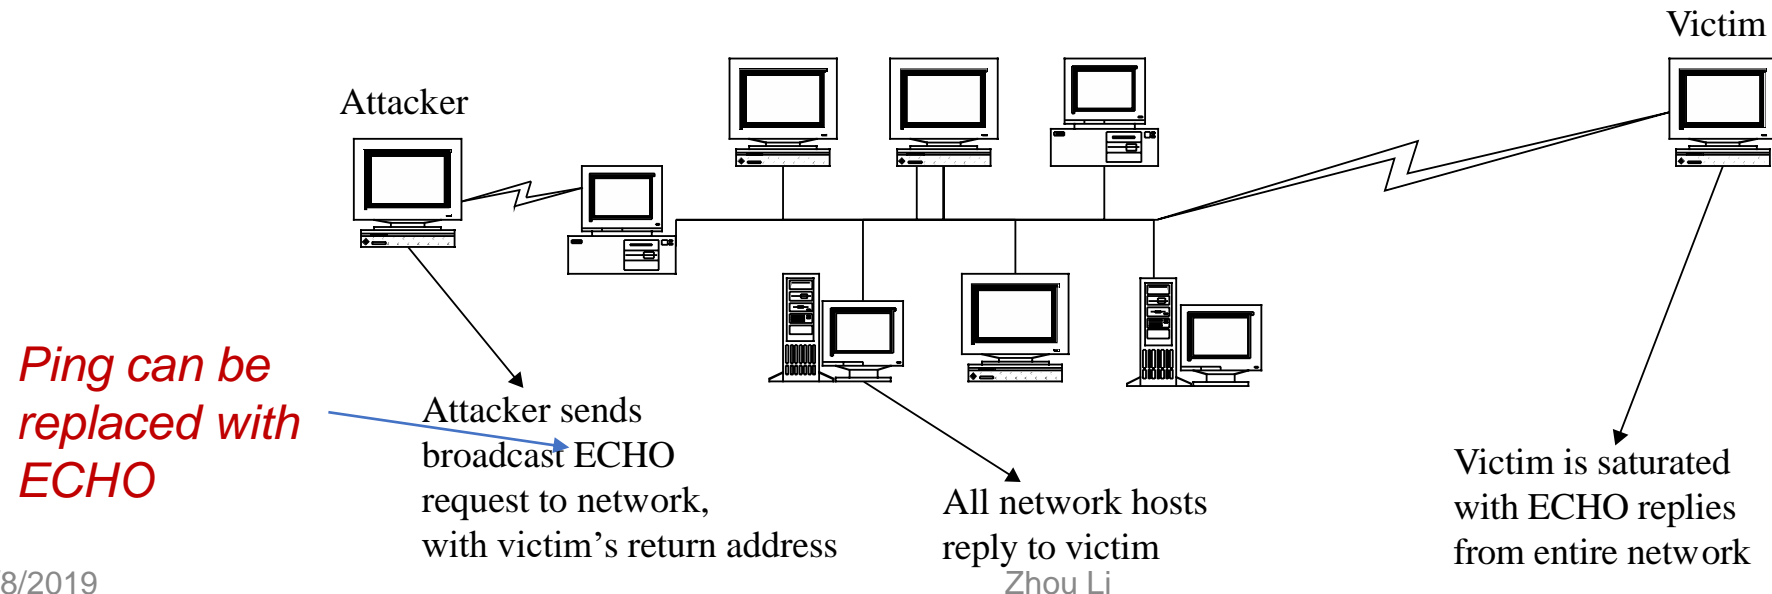 Victim
Attacker
Ping can be
replaced with
ECHO
Attacker sends
broadcast ECHO
request to network,
with victim's return address
All network hosts
reply to victim
Victim is saturated
with ECHO replies
from entire network
/8/2019
Zhou Li